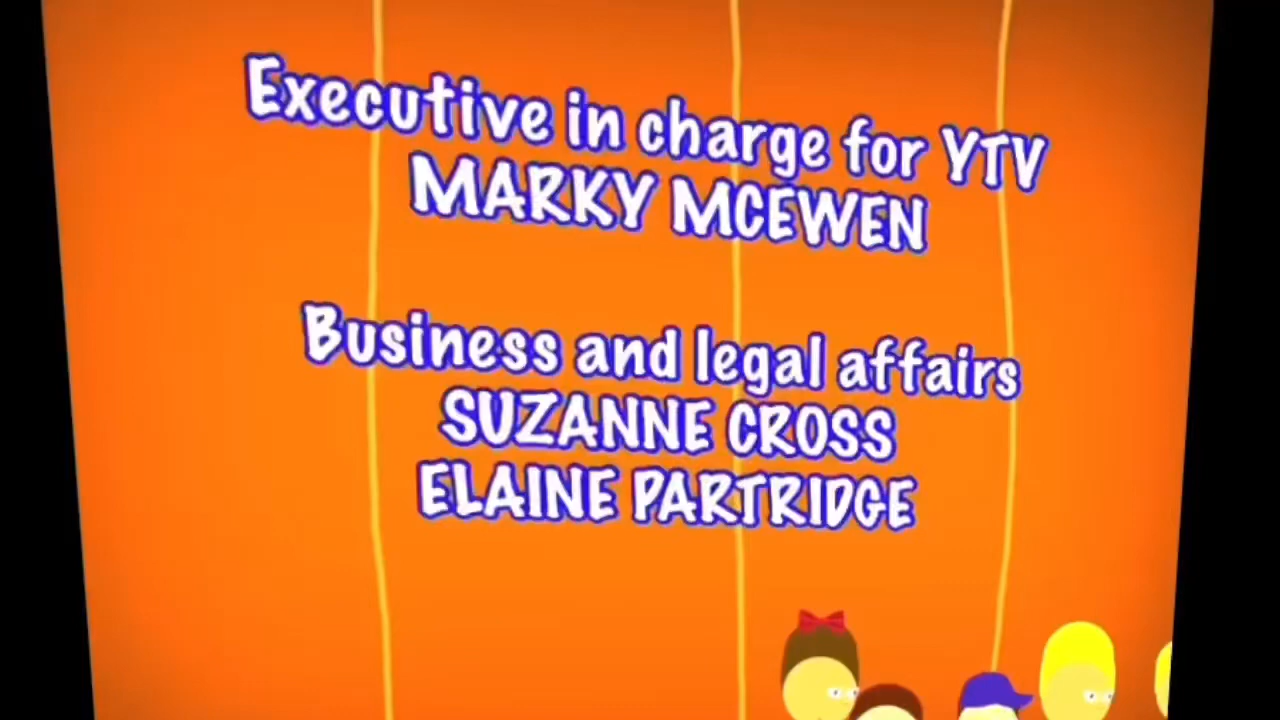 Executive in charge for YTV
MARKY MCEWEN
Business and legal affairs
SUZANNE CROSS
ELAINE PARTRIDGE